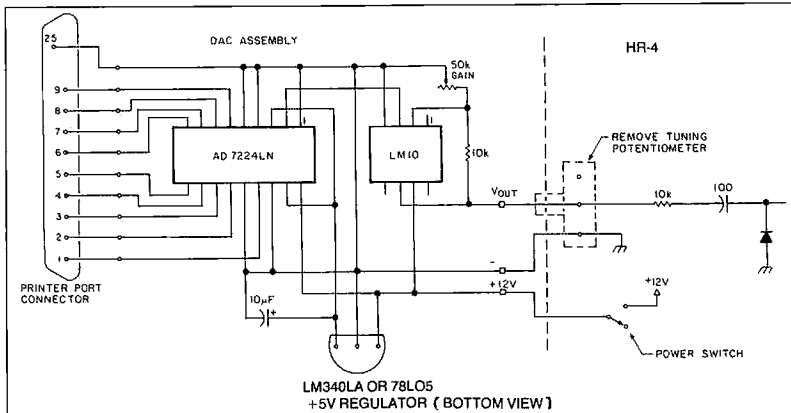 DAC ASSEMBLY
HR-4
25
9
8
7
6
5
4
3
2
1
PRINTER PORT
CONNECTOR
AD 7224LN
1
LM10
1
50k
GAIN
10k
VOUT
-
+12V
10µF
+
LM340LA OR 78L05
+5V REGULATOR ( BOTTOM VIEW )
REMOVE TUNING
POTENTIOMETER
10k
100
+12V
POWER SWITCH